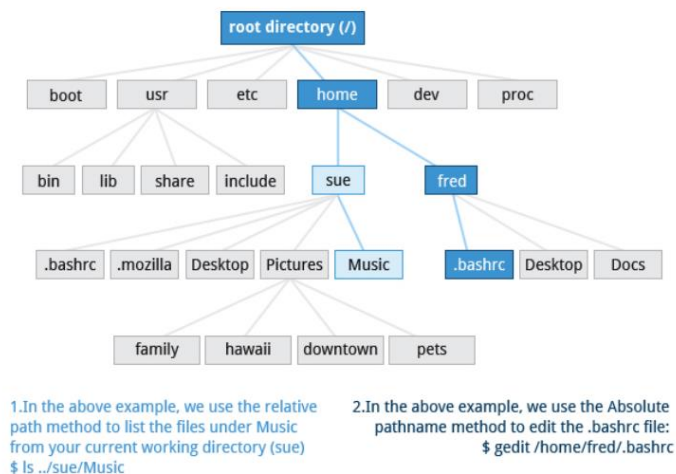 root directory (/)
boot usr etc home dev proc
bin lib share include sue fred
.bashrc .mozilla Desktop Pictures Music .bashrc Desktop Docs
family hawaii downtown pets
1.In the above example, we use the relative
path method to list the files under Music
from your current working directory (sue)
$ ls ../sue/Music
2.In the above example, we use the Absolute
pathname method to edit the .bashrc file:
$ gedit /home/fred/.bashrc